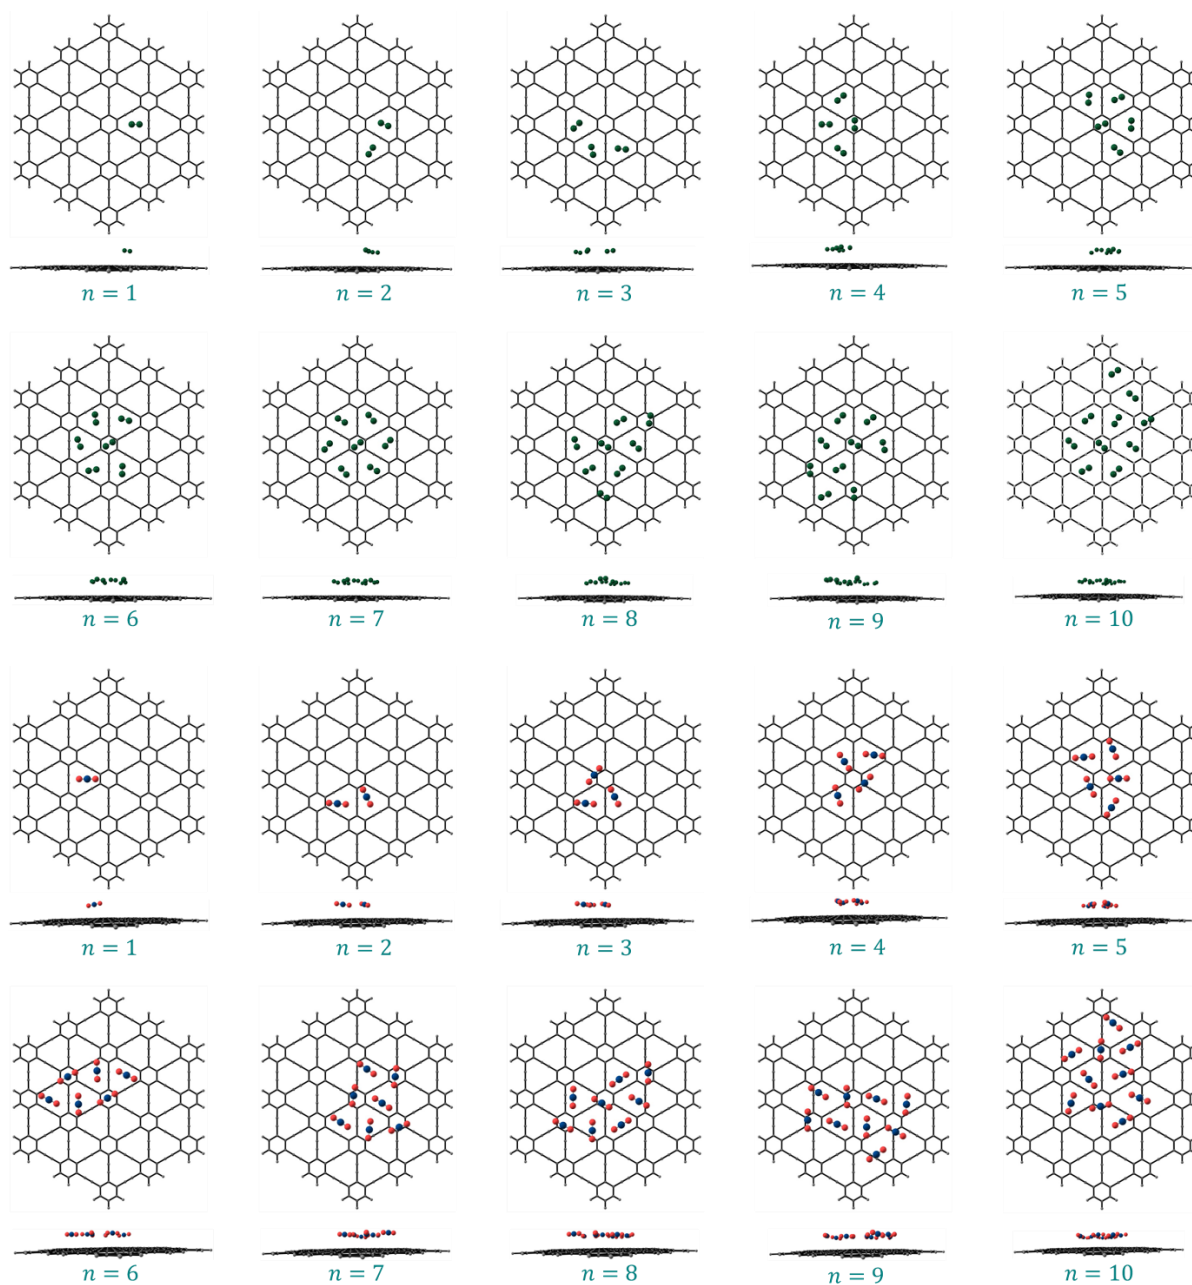 n = 1
n = 2
n = 3
n = 4
n = 5
n = 6
n = 7
n = 8
n = 9
n = 10
n = 1
n = 2
n = 3
n = 4
n = 5
n = 6
n = 7
n = 8
n = 9
n = 10